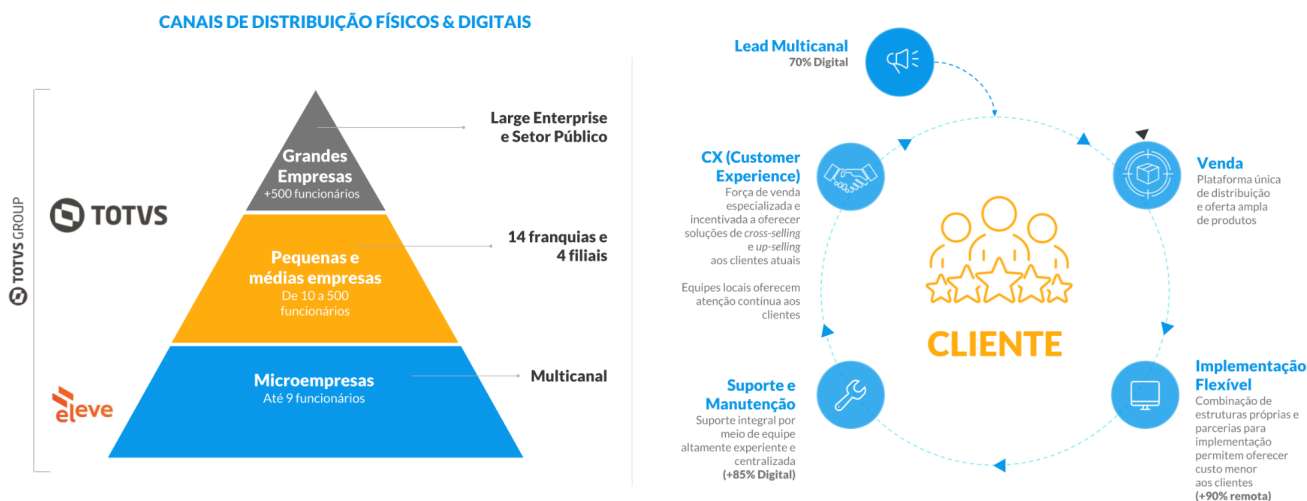 CANAIS DE DISTRIBUIÇÃO FÍSICOS & DIGITAIS
TOTVS GROUP
TOTVS
eleve
Grandes
Empresas
+500 funcionários
Large Enterprise
e Setor Público
Pequenas e
médias empresas
De 10 a 500
funcionários
14 franquias e
4 filiais
Microempresas
Até 9 funcionários
Multicanal
Lead Multicanal
70% Digital
CX (Customer
Experience)
Força de venda
especializada e
incentivada a oferecer
soluções de cross-selling
e up-selling
aos clientes atuais
Equipes locais oferecem
atenção contínua aos
clientes
Venda
Plataforma única
de distribuição
e oferta ampla
de produtos
CLIENTE
Suporte e
Manutenção
Suporte integral por
meio de equipe
altamente experiente e
centralizada
(+85% Digital)
Implementação
Flexível
Combinação de
estruturas próprias e
parcerias para
implementação
permitem oferecer
custo menor
aos clientes
(+90% remota)